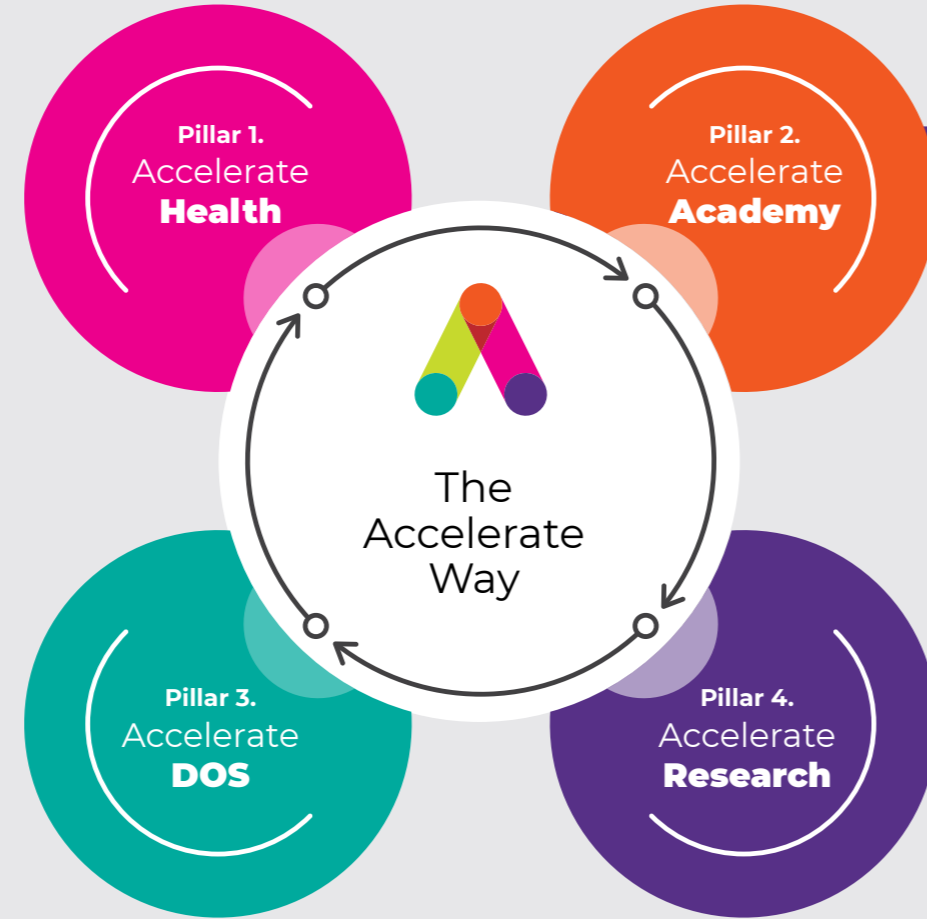 Pillar 1.
Accelerate
Health
Pillar 2.
Accelerate
Academy
The
Accelerate
Way
Pillar 3.
Accelerate
DOS
Pillar 4.
Accelerate
Research